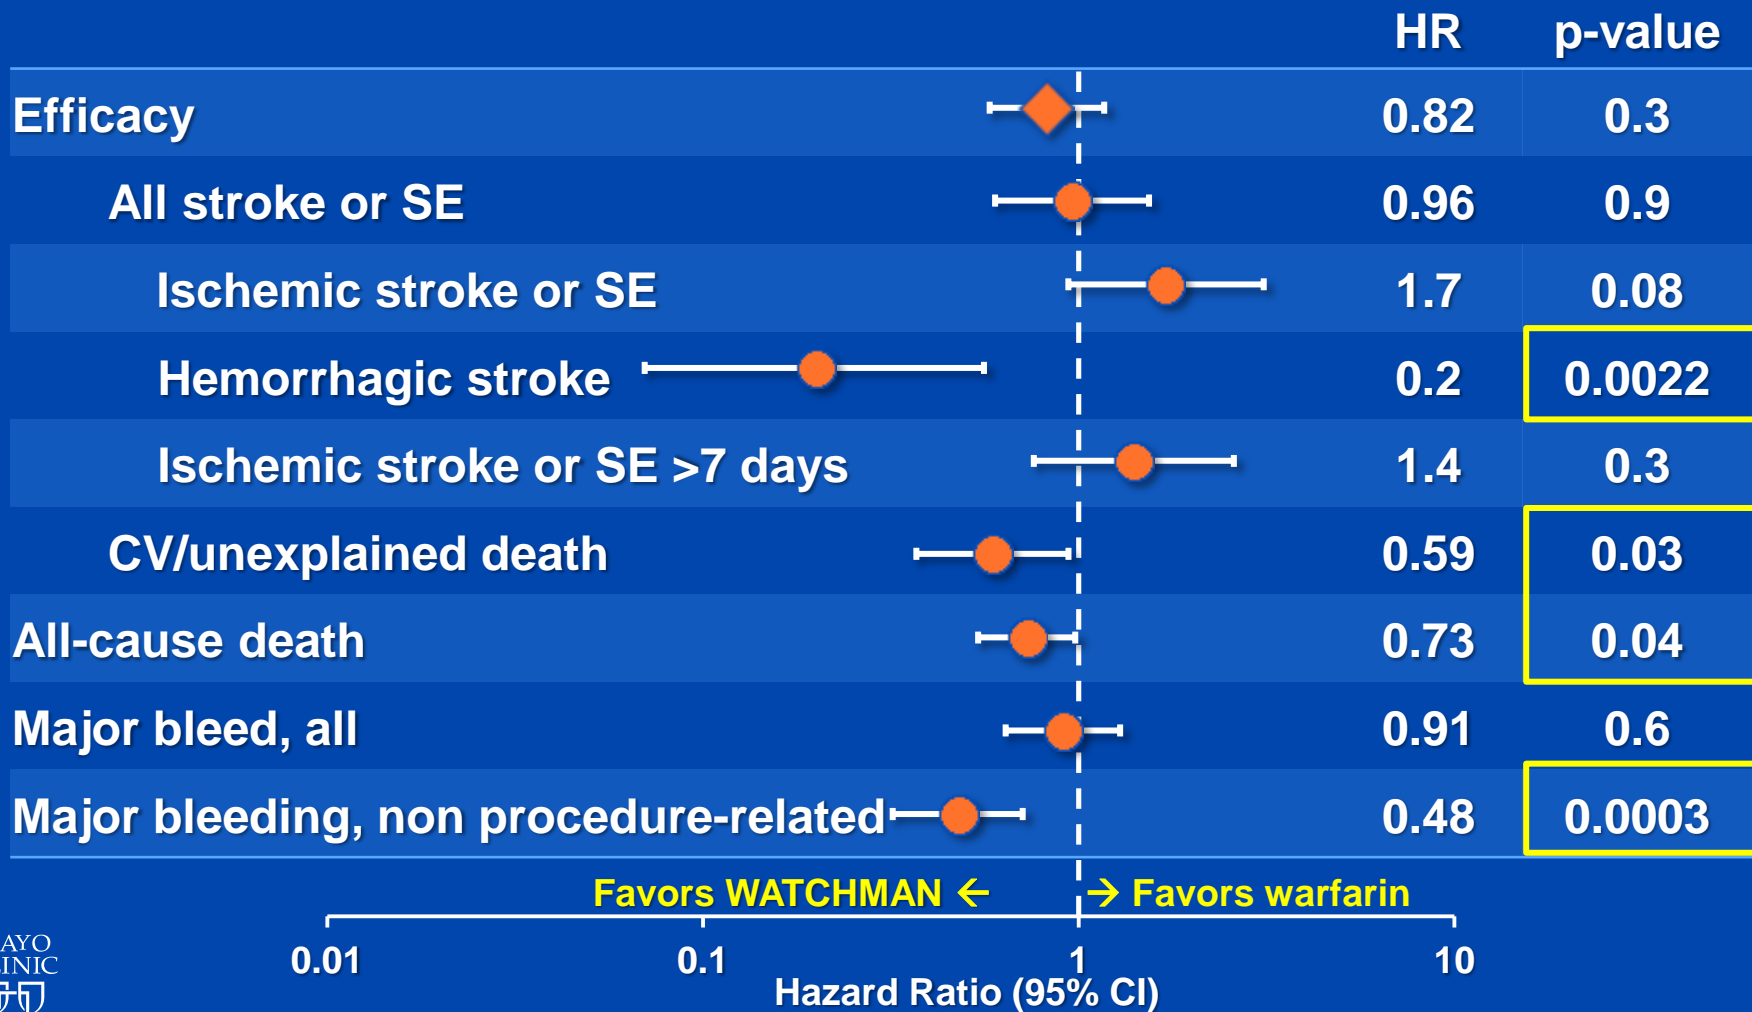 HR p-value
Efficacy 0.82 0.3
All stroke or SE 0.96 0.9
Ischemic stroke or SE 1.7 0.08
Hemorrhagic stroke 0.2 0.0022
Ischemic stroke or SE >7 days 1.4 0.3
CV/unexplained death 0.59 0.03
All-cause death 0.73 0.04
Major bleed, all 0.91 0.6
Major bleeding, non procedure-related 0.48 0.0003
Favors WATCHMAN ← → Favors warfarin
0.01 0.1 1 10
Hazard Ratio (95% CI)
AYO
LINIC